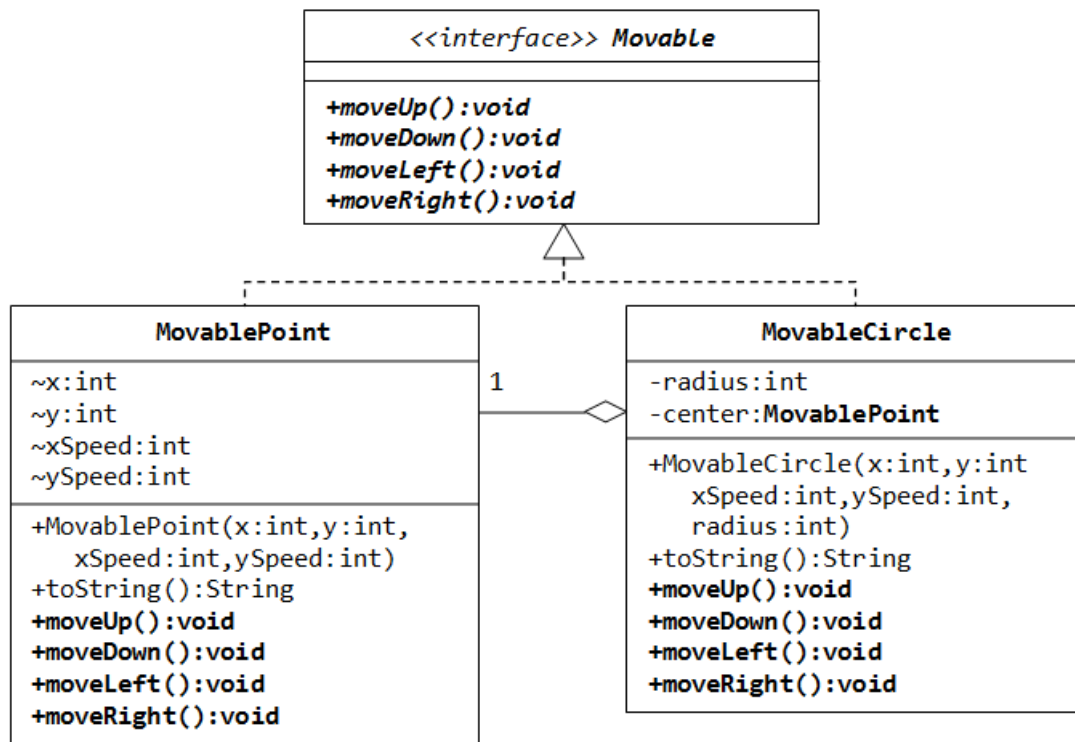 <<interface>> Movable
+moveUp():void
+moveDown():void
+moveLeft():void
+moveRight():void
MovablePoint
~x:int
~y:int
~xSpeed:int
~ySpeed:int
+MovablePoint(x:int,y:int,
xSpeed:int,ySpeed:int)
+toString():String
+moveUp():void
+moveDown():void
+moveLeft():void
+moveRight():void
1
MovableCircle
-radius:int
-center:MovablePoint
+MovableCircle(x:int,y:int
xSpeed:int,ySpeed:int,
radius:int)
+toString():String
+moveUp():void
+moveDown():void
+moveLeft():void
+moveRight():void